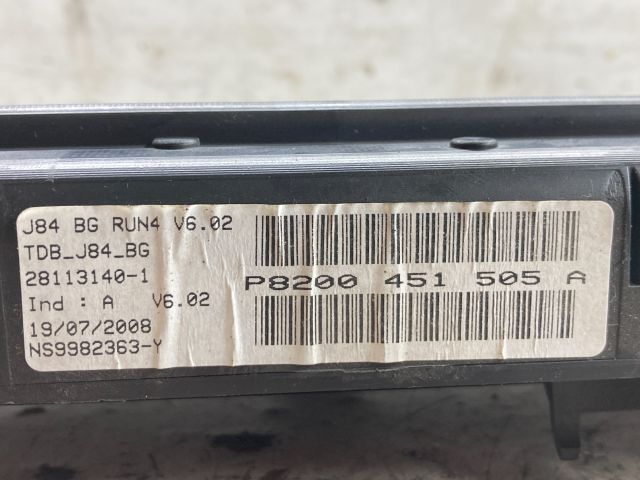 J84 BG RUN4 V6.02
TDB_J84_BG
28113140-1
Ind : A V6.02
19/07/2008
NS9982363-Y
P8200 451 505 A